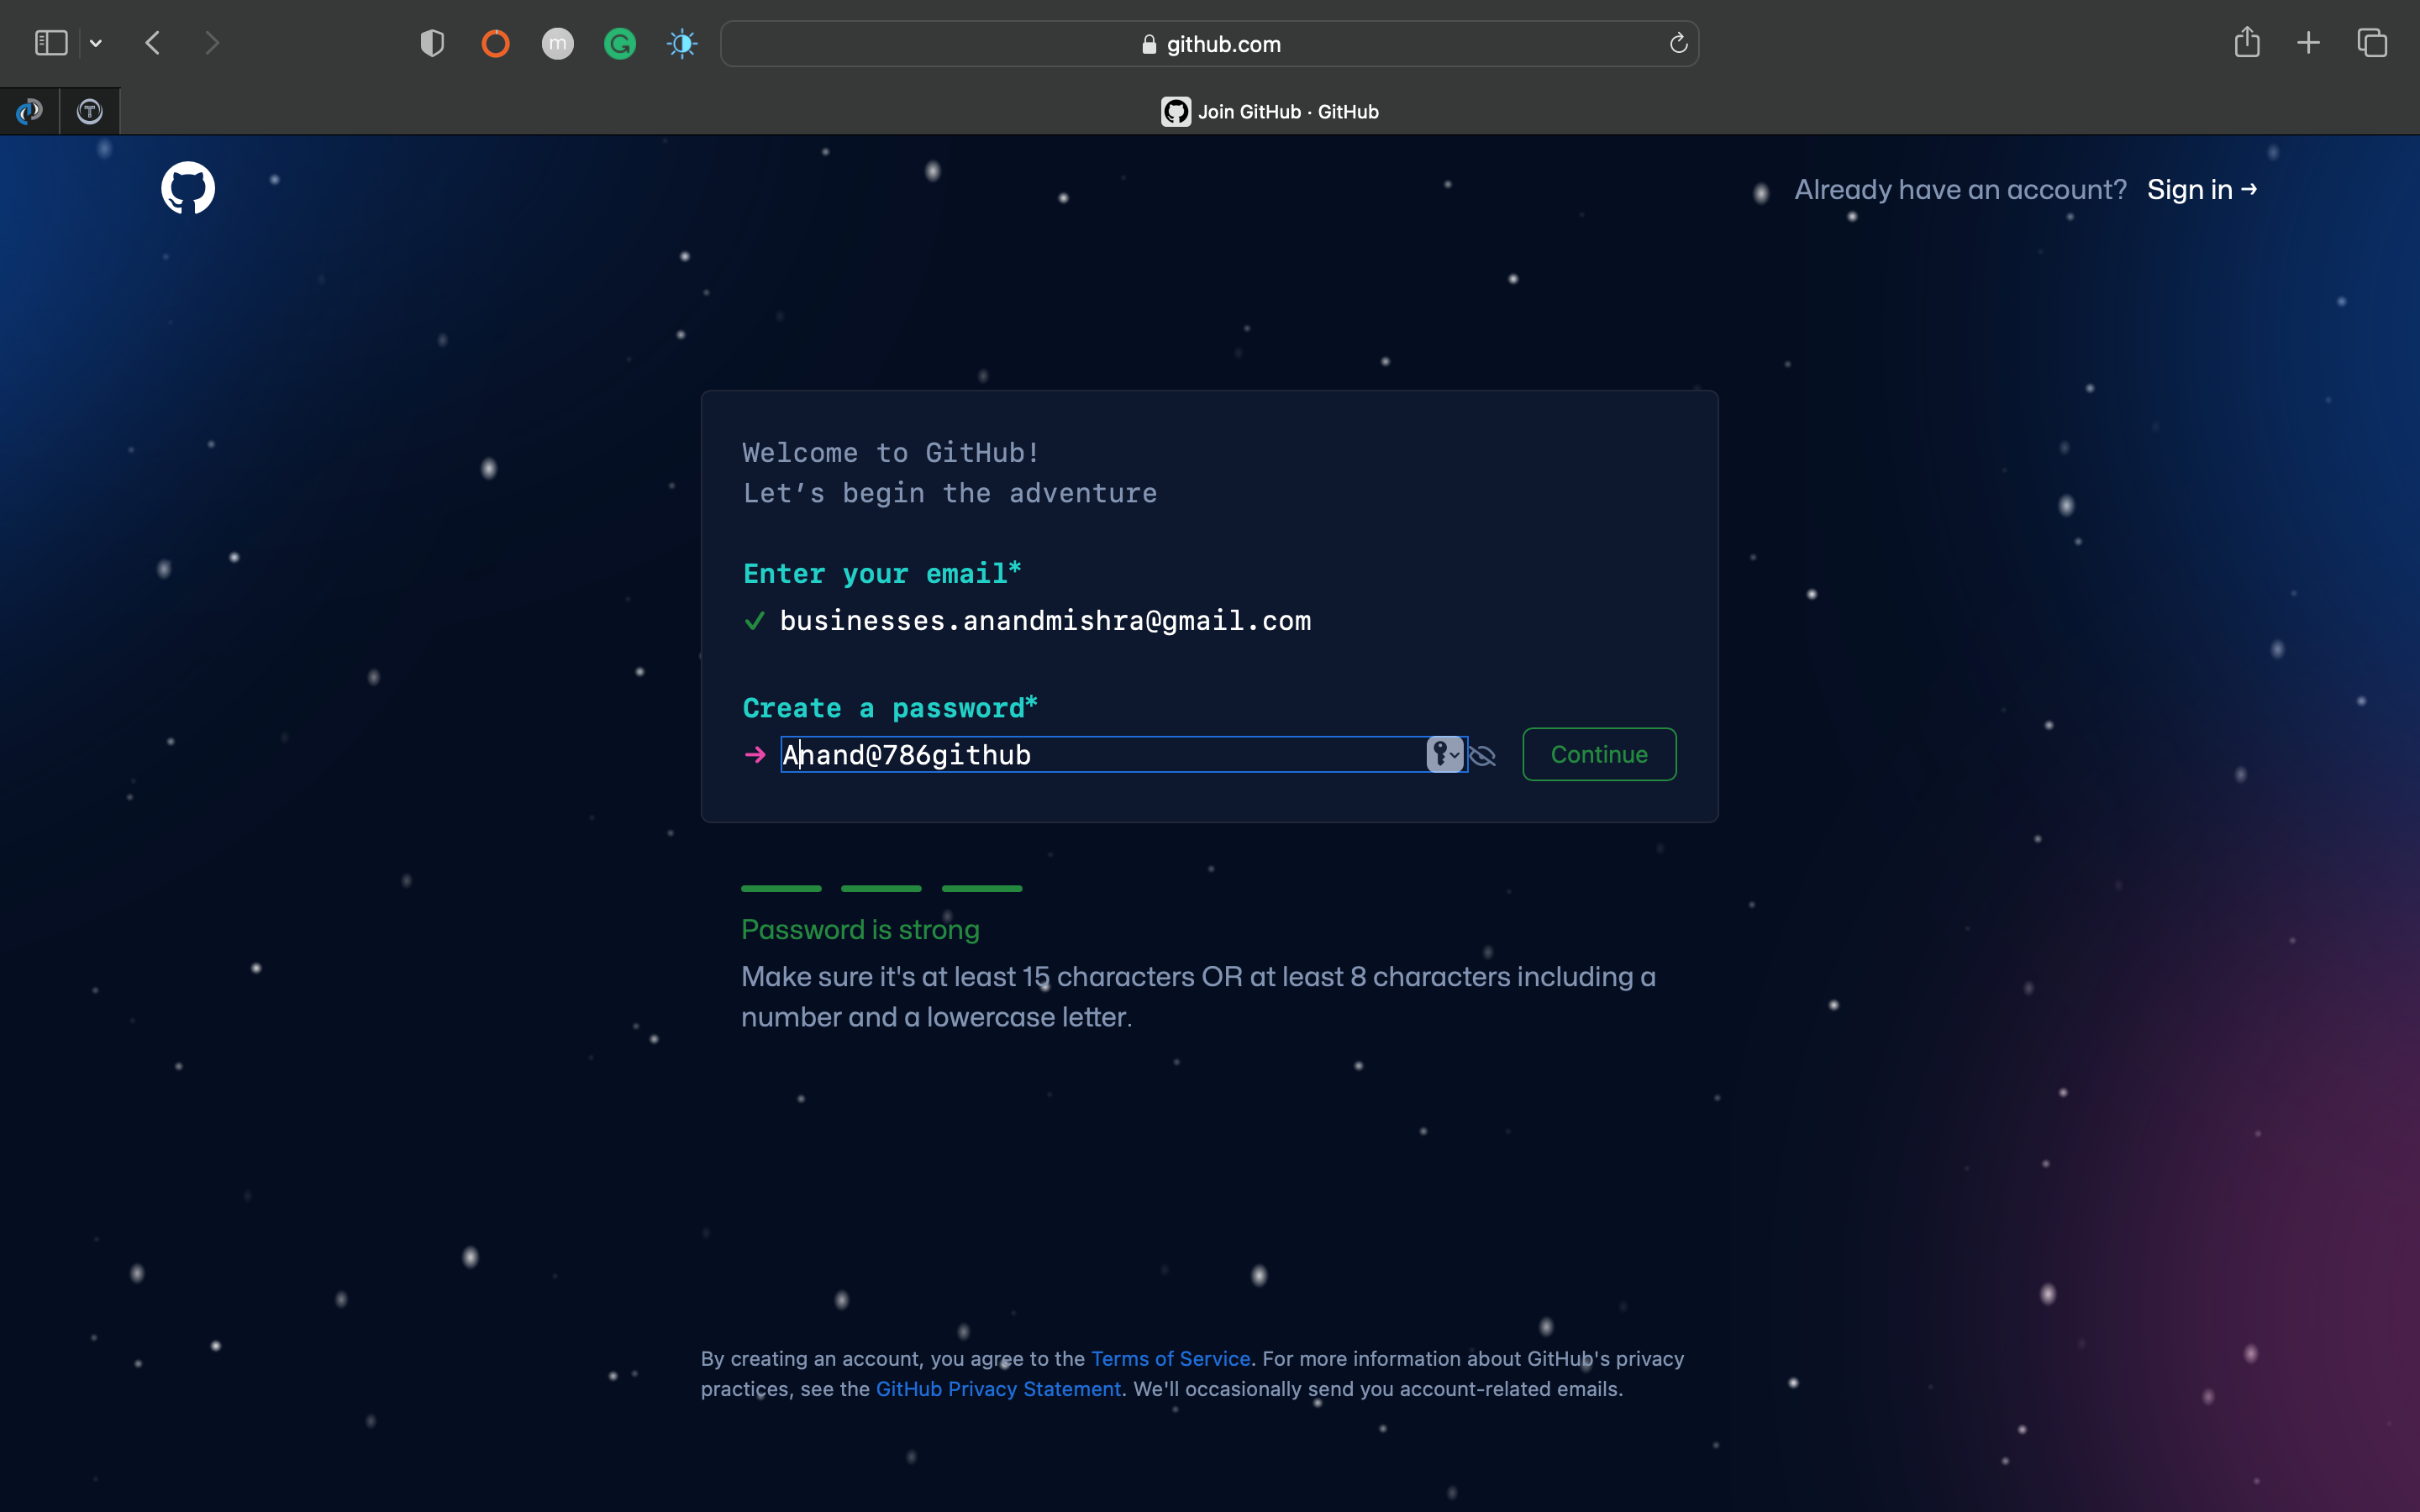 github.com
Join GitHub · GitHub
Already have an account? Sign in →
Welcome to GitHub!
Let’s begin the adventure
Enter your email*
✓ businesses.anandmishra@gmail.com
Create a password*
→ Anand@786github
Continue
Password is strong
Make sure it's at least 15 characters OR at least 8 characters including a
number and a lowercase letter.
By creating an account, you agree to the Terms of Service. For more information about GitHub's privacy
practices, see the GitHub Privacy Statement. We'll occasionally send you account-related emails.